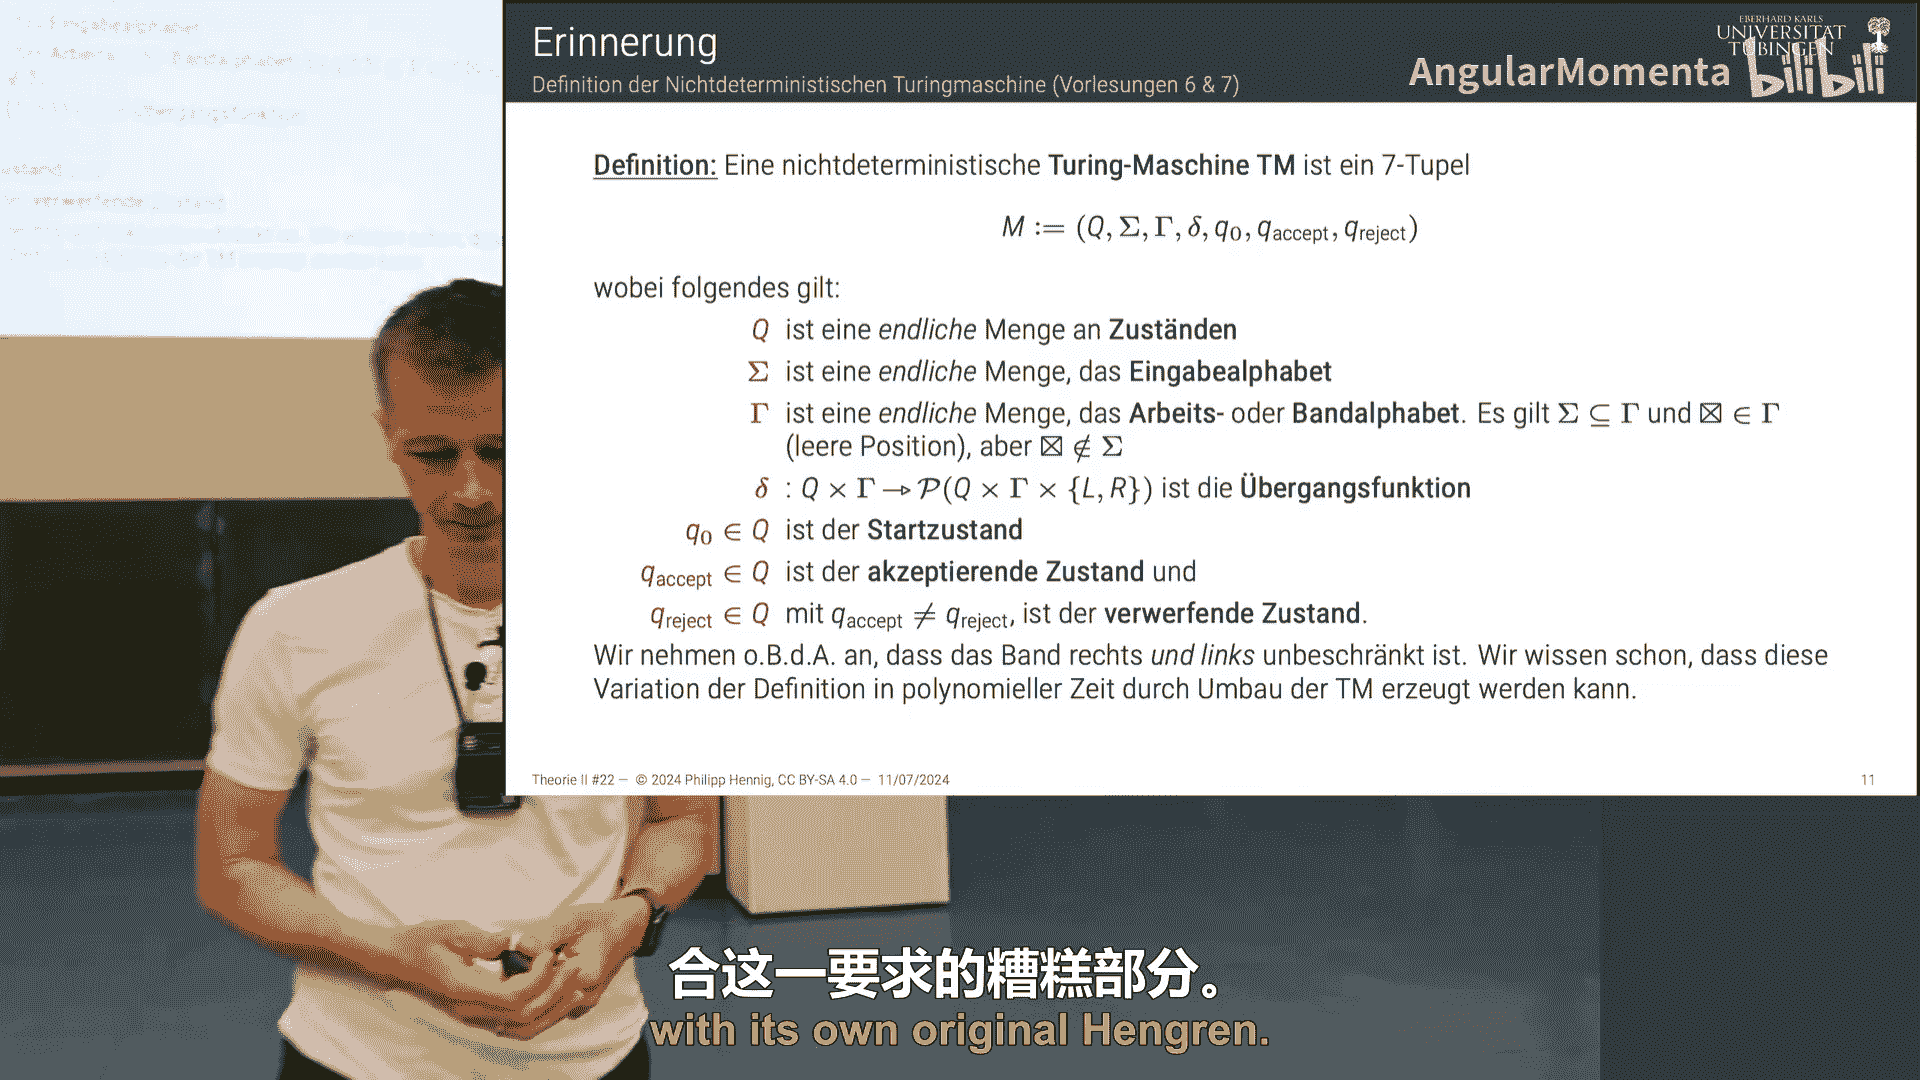 Erinnerung
Definition der Nichtdeterministischen Turingmaschine (Vorlesungen 6 & 7)
EBERHARD KARLS
UNIVERSITÄT
TÜBINGEN
AngularMomenta
bilibili
Definition: Eine nichtdeterministische Turing-Maschine TM ist ein 7-Tupel
M := (Q, Σ, Γ, δ, q₀, q_accept, q_reject)
wobei folgendes gilt:
Q ist eine endliche Menge an Zuständen
Σ ist eine endliche Menge, das Eingabealphabet
Γ ist eine endliche Menge, das Arbeits- oder Bandalphabet. Es gilt Σ ⊆ Γ und ⊠ ∈ Γ
(leere Position), aber ⊠ ∉ Σ
δ : Q × Γ → P(Q × Γ × {L, R}) ist die Übergangsfunktion
q₀ ∈ Q ist der Startzustand
q_accept ∈ Q ist der akzeptierende Zustand und
q_reject ∈ Q mit q_accept ≠ q_reject, ist der verwerfende Zustand.
Wir nehmen o.B.d.A. an, dass das Band rechts und links unbeschränkt ist. Wir wissen schon, dass diese
Variation der Definition in polynomieller Zeit durch Umbau der TM erzeugt werden kann.
Theorie II #22 — © 2024 Philipp Hennig, CC BY-SA 4.0 — 11/07/2024
11
合这一要求的糟糕部分。
with its own original Hengren.